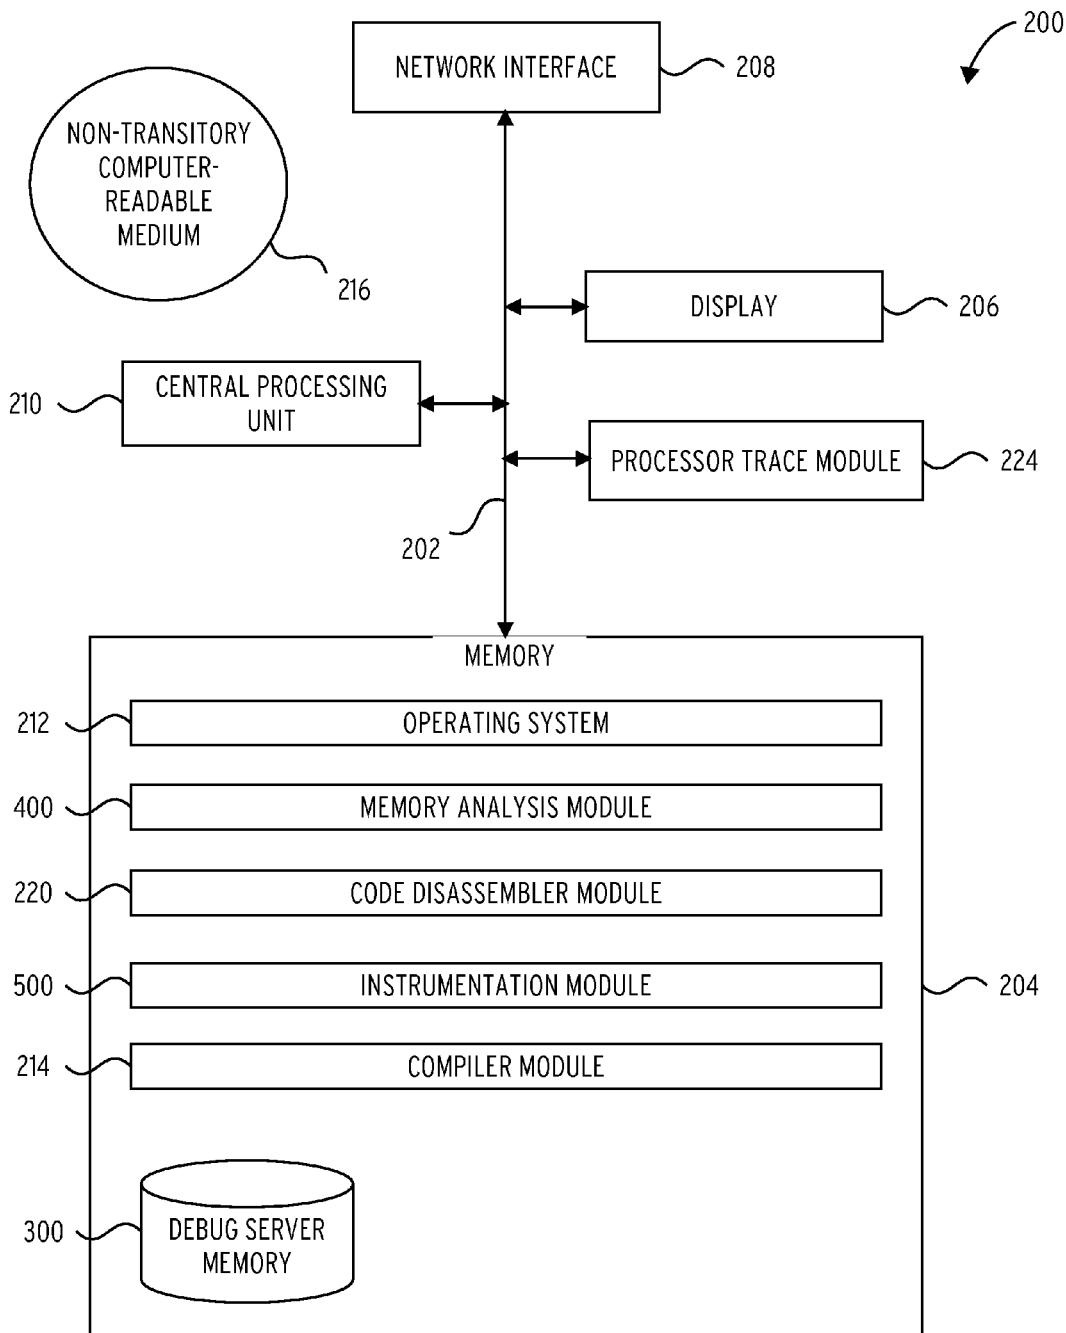 200
NETWORK INTERFACE
208
NON-TRANSITORY
COMPUTER-
READABLE
MEDIUM
216
DISPLAY
206
210
CENTRAL PROCESSING
UNIT
PROCESSOR TRACE MODULE
224
202
MEMORY
212
OPERATING SYSTEM
400
MEMORY ANALYSIS MODULE
220
CODE DISASSEMBLER MODULE
500
INSTRUMENTATION MODULE
204
214
COMPILER MODULE
300
DEBUG SERVER
MEMORY